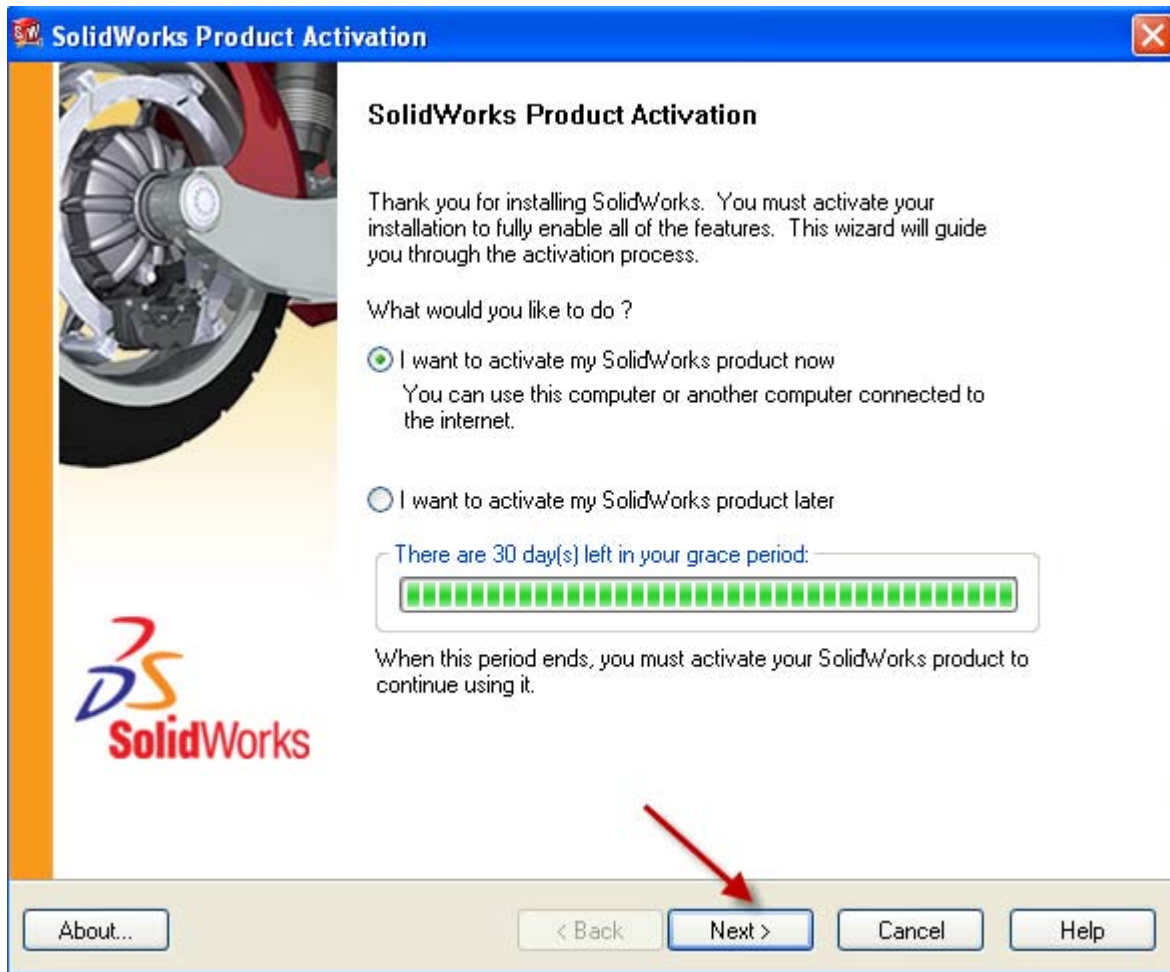 SolidWorks Product Activation
SolidWorks Product Activation
Thank you for installing SolidWorks. You must activate your
installation to fully enable all of the features. This wizard will guide
you through the activation process.
What would you like to do ?
I want to activate my SolidWorks product now
You can use this computer or another computer connected to
the internet.
I want to activate my SolidWorks product later
There are 30 day(s) left in your grace period:
When this period ends, you must activate your SolidWorks product to
continue using it.
SolidWorks
About...
< Back
Next >
Cancel
Help